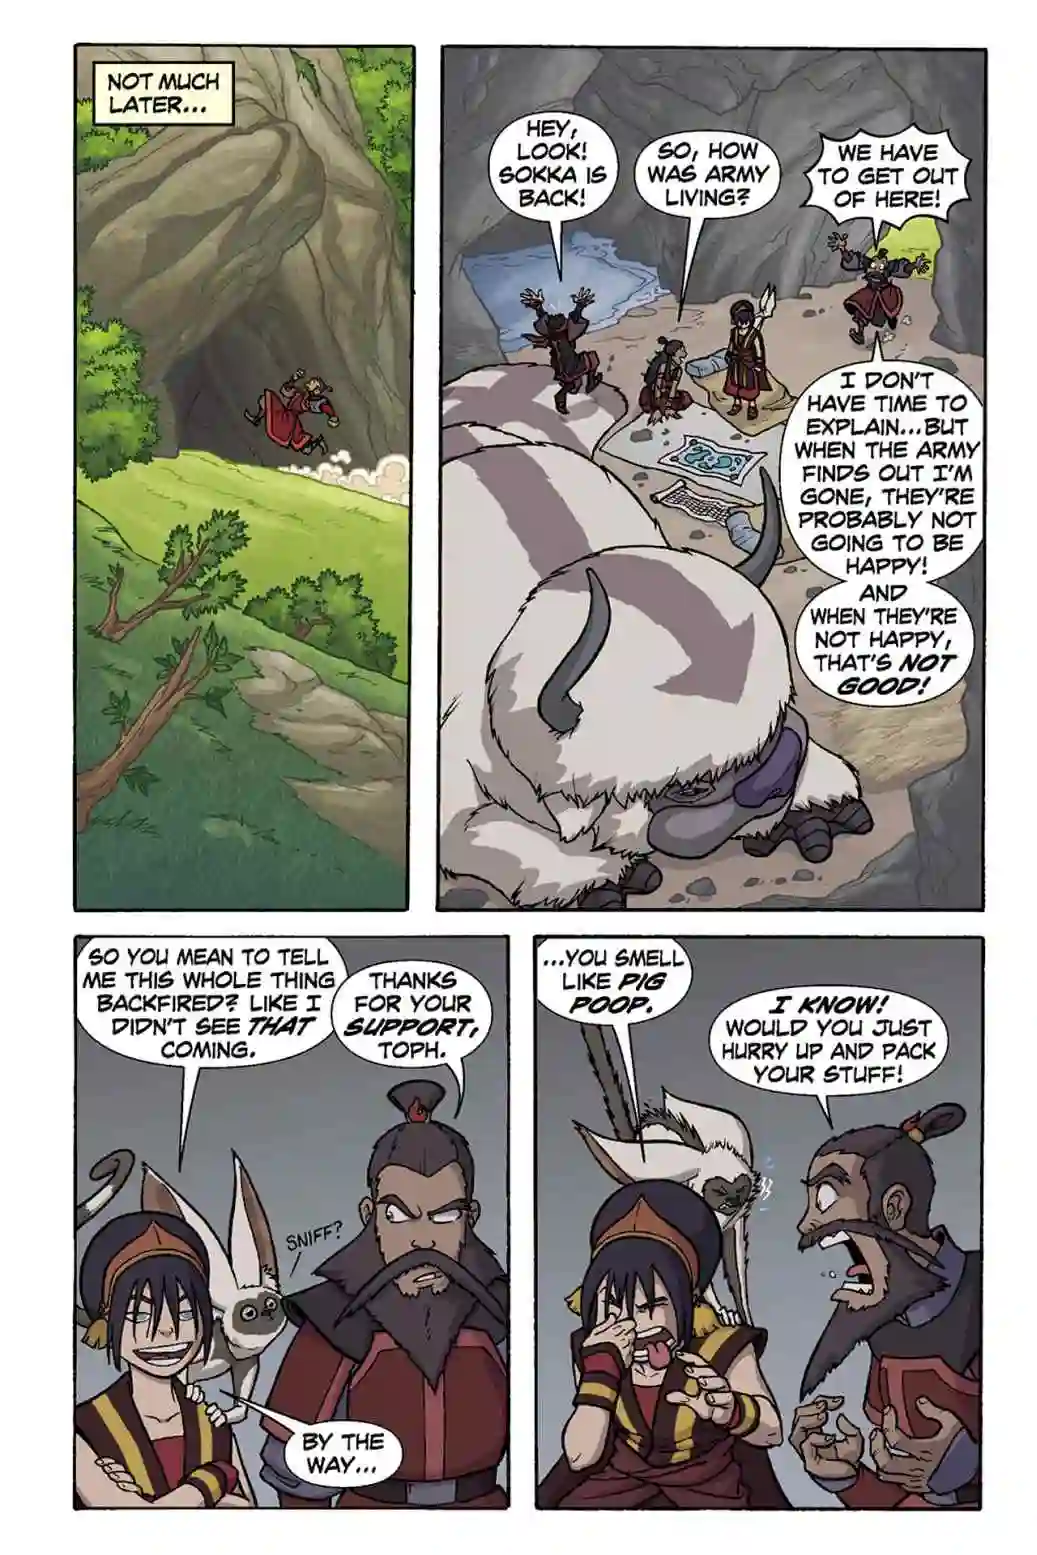 NOT MUCH
LATER...
HEY,
LOOK!
SOKKA IS
BACK!
SO, HOW
WAS ARMY
LIVING?
WE HAVE
TO GET OUT
OF HERE!
I DON'T
HAVE TIME TO
EXPLAIN...BUT
WHEN THE ARMY
FINDS OUT I'M
GONE, THEY'RE
PROBABLY NOT
GOING TO BE
HAPPY!
AND
WHEN THEY'RE
NOT HAPPY,
THAT'S NOT
GOOD!
SO YOU MEAN TO TELL
ME THIS WHOLE THING
BACKFIRED? LIKE I
DIDN'T SEE THAT
COMING.
THANKS
FOR YOUR
SUPPORT,
TOPH.
SNIFF?
BY THE
WAY...
...YOU SMELL
LIKE PIG
POOP.
I KNOW!
WOULD YOU JUST
HURRY UP AND PACK
YOUR STUFF!